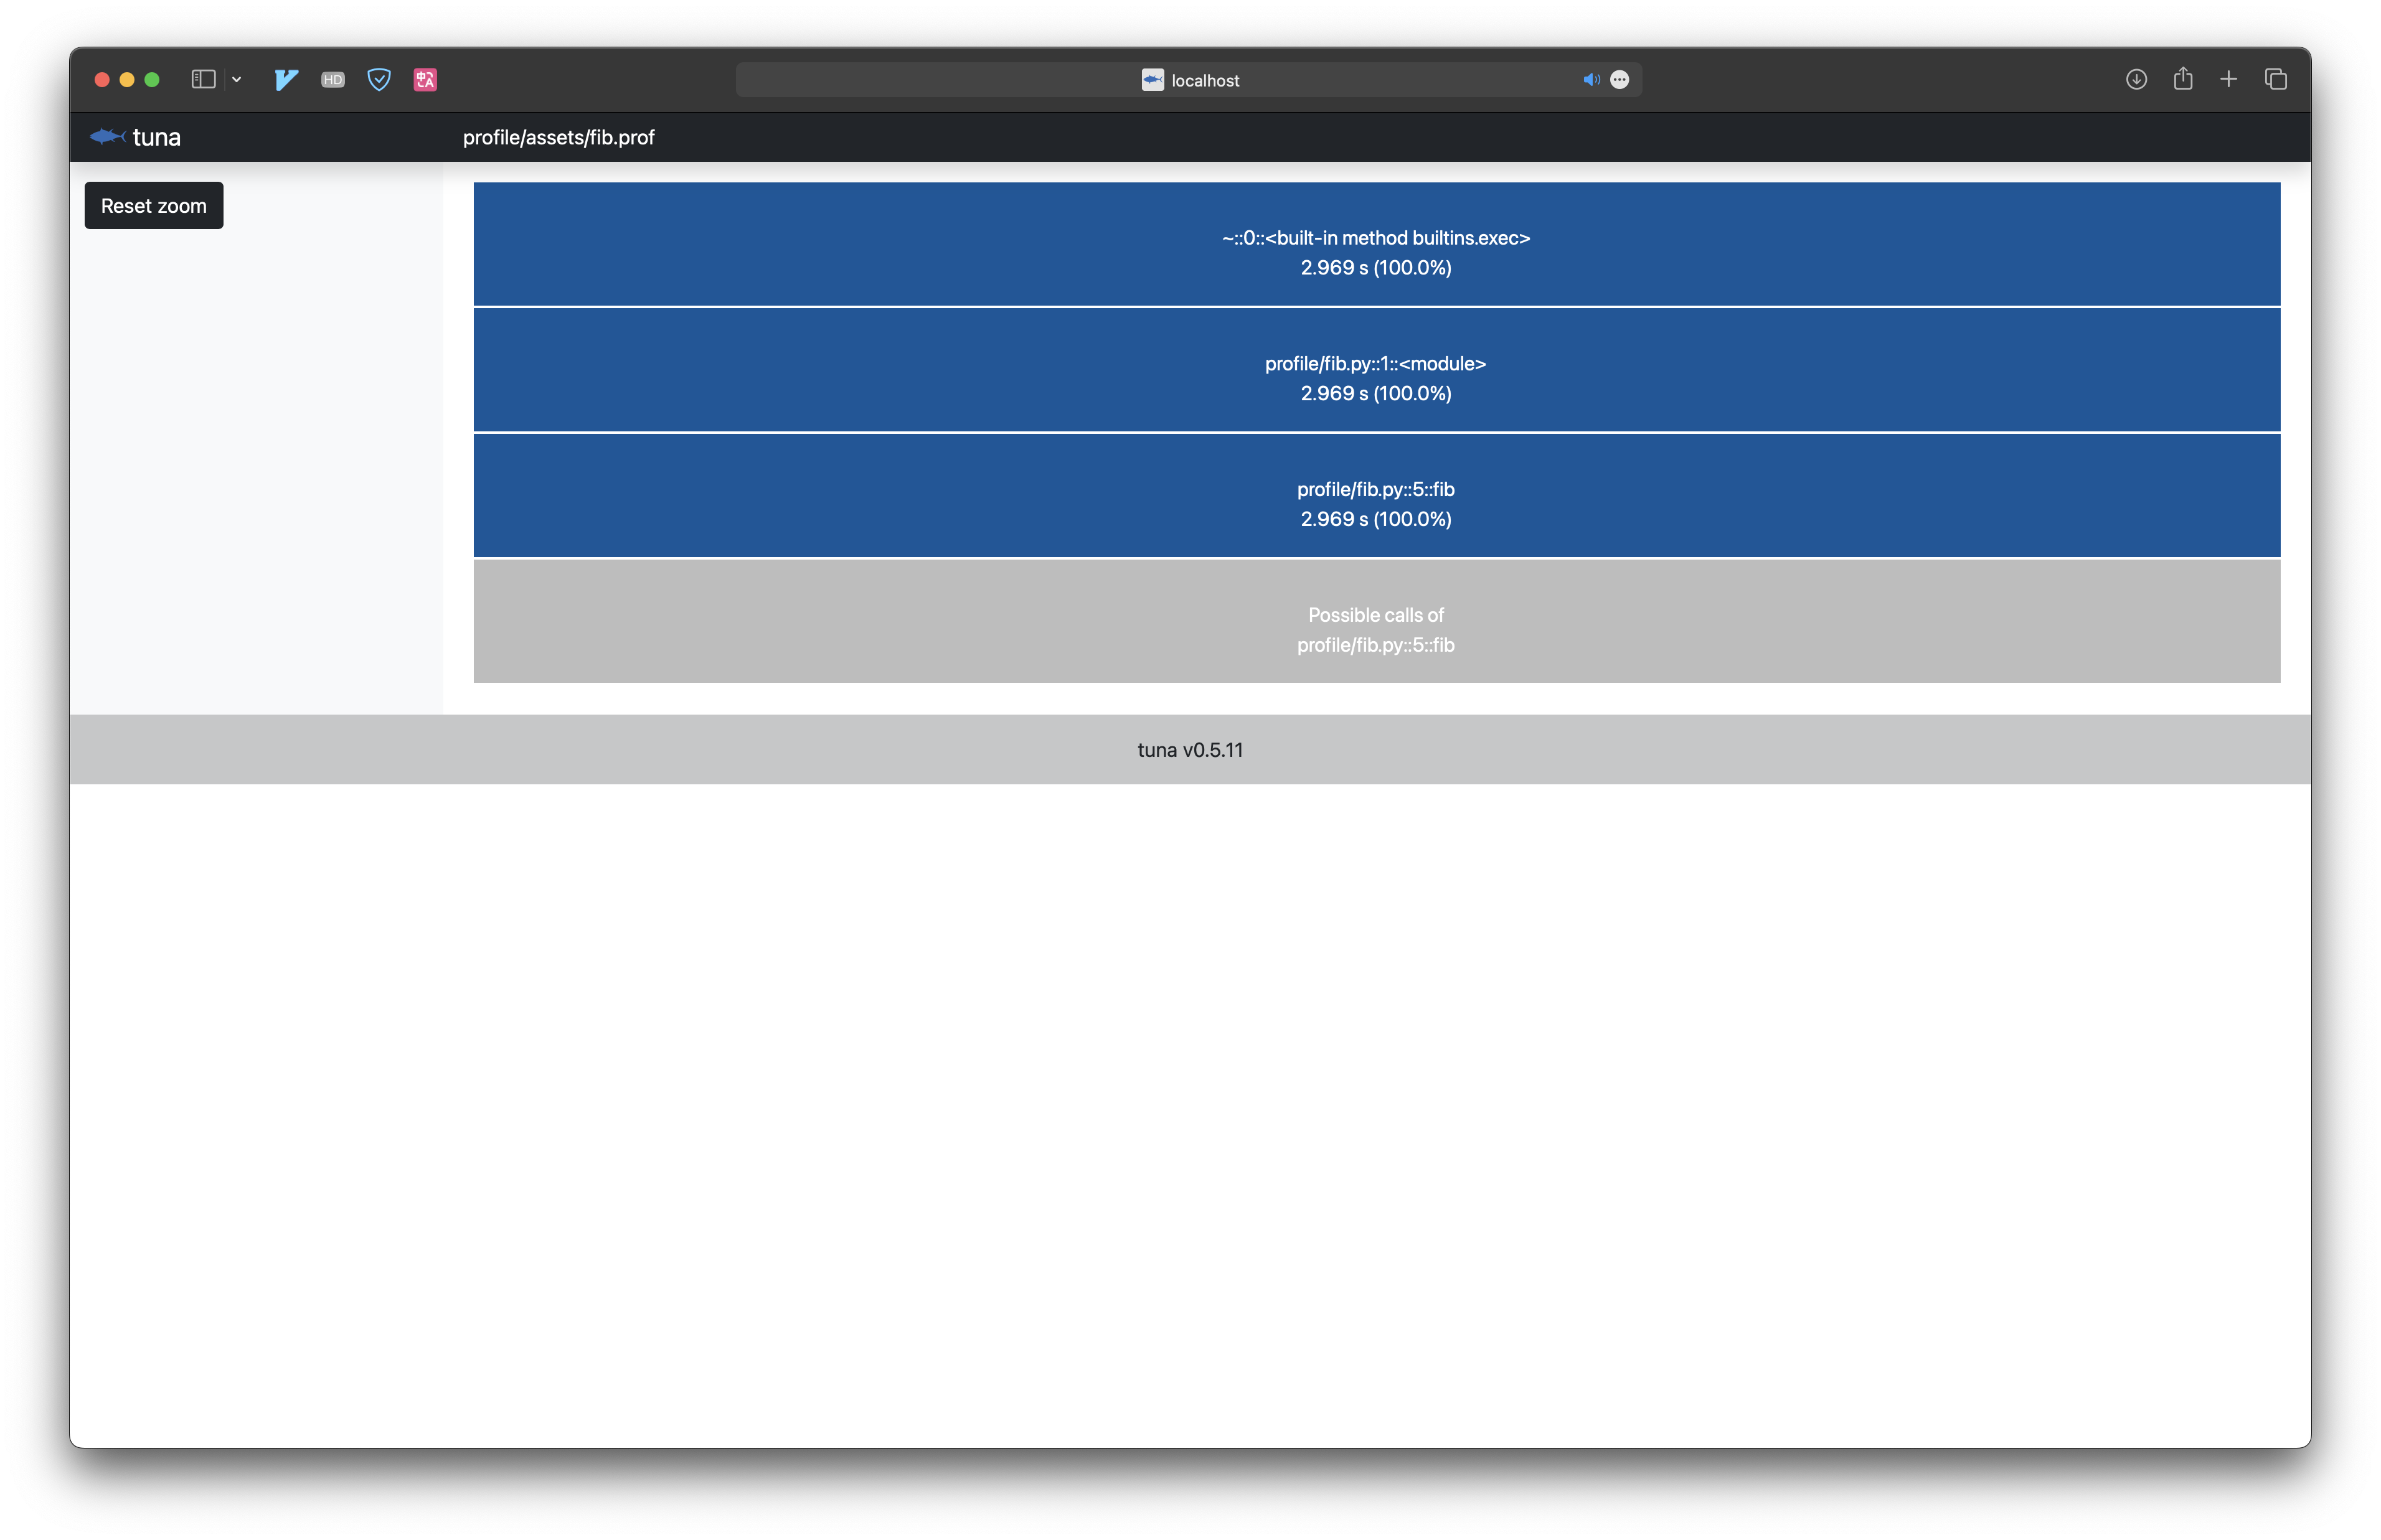 HD
中A
localhost
tuna
profile/assets/fib.prof
Reset zoom
~::0::<built-in method builtins.exec>
2.969 s (100.0%)
profile/fib.py::1::<module>
2.969 s (100.0%)
profile/fib.py::5::fib
2.969 s (100.0%)
Possible calls of
profile/fib.py::5::fib
tuna v0.5.11